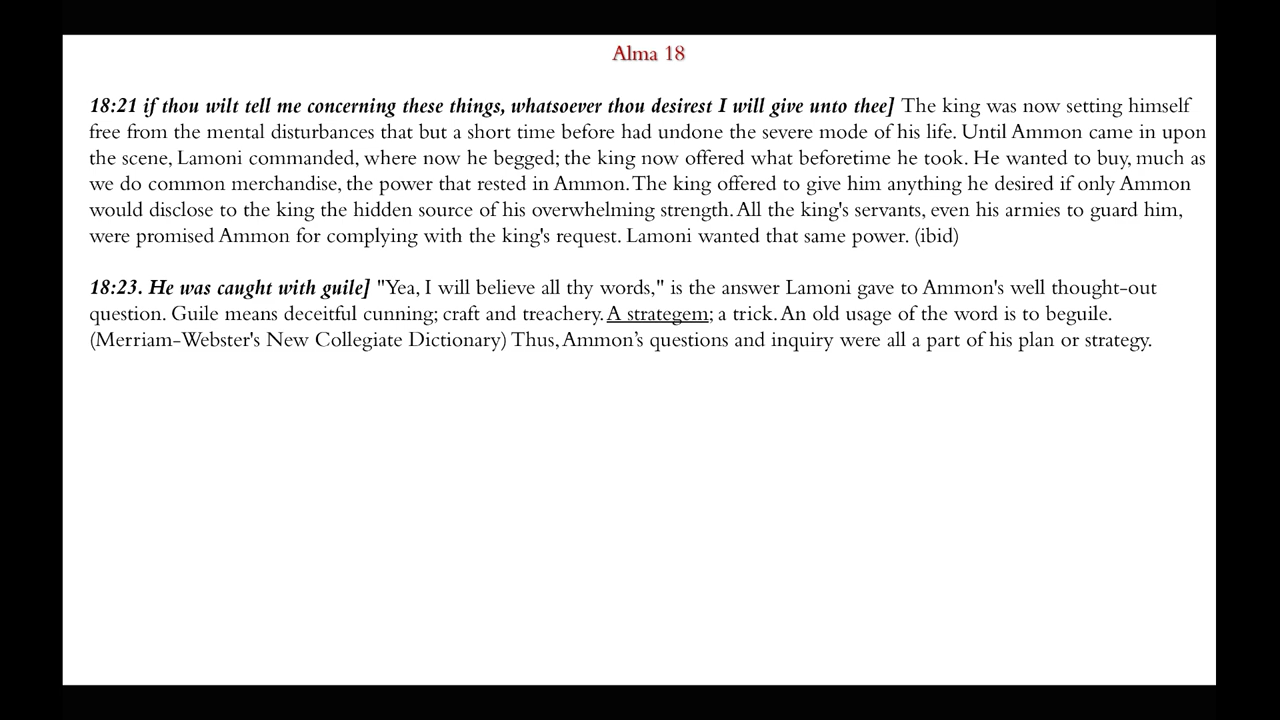 Alma 18
18:21 if thou wilt tell me concerning these things, whatsoever thou desirest I will give unto thee] The king was now setting himself
free from the mental disturbances that but a short time before had undone the severe mode of his life. Until Ammon came in upon
the scene, Lamoni commanded, where now he begged; the king now offered what beforetime he took. He wanted to buy, much as
we do common merchandise, the power that rested in Ammon. The king offered to give him anything he desired if only Ammon
would disclose to the king the hidden source of his overwhelming strength. All the king's servants, even his armies to guard him,
were promised Ammon for complying with the king's request. Lamoni wanted that same power. (ibid)
18:23. He was caught with guile] "Yea, I will believe all thy words," is the answer Lamoni gave to Ammon's well thought-out
question. Guile means deceitful cunning; craft and treachery. A strategem; a trick. An old usage of the word is to beguile.
(Merriam-Webster's New Collegiate Dictionary) Thus, Ammon’s questions and inquiry were all a part of his plan or strategy.